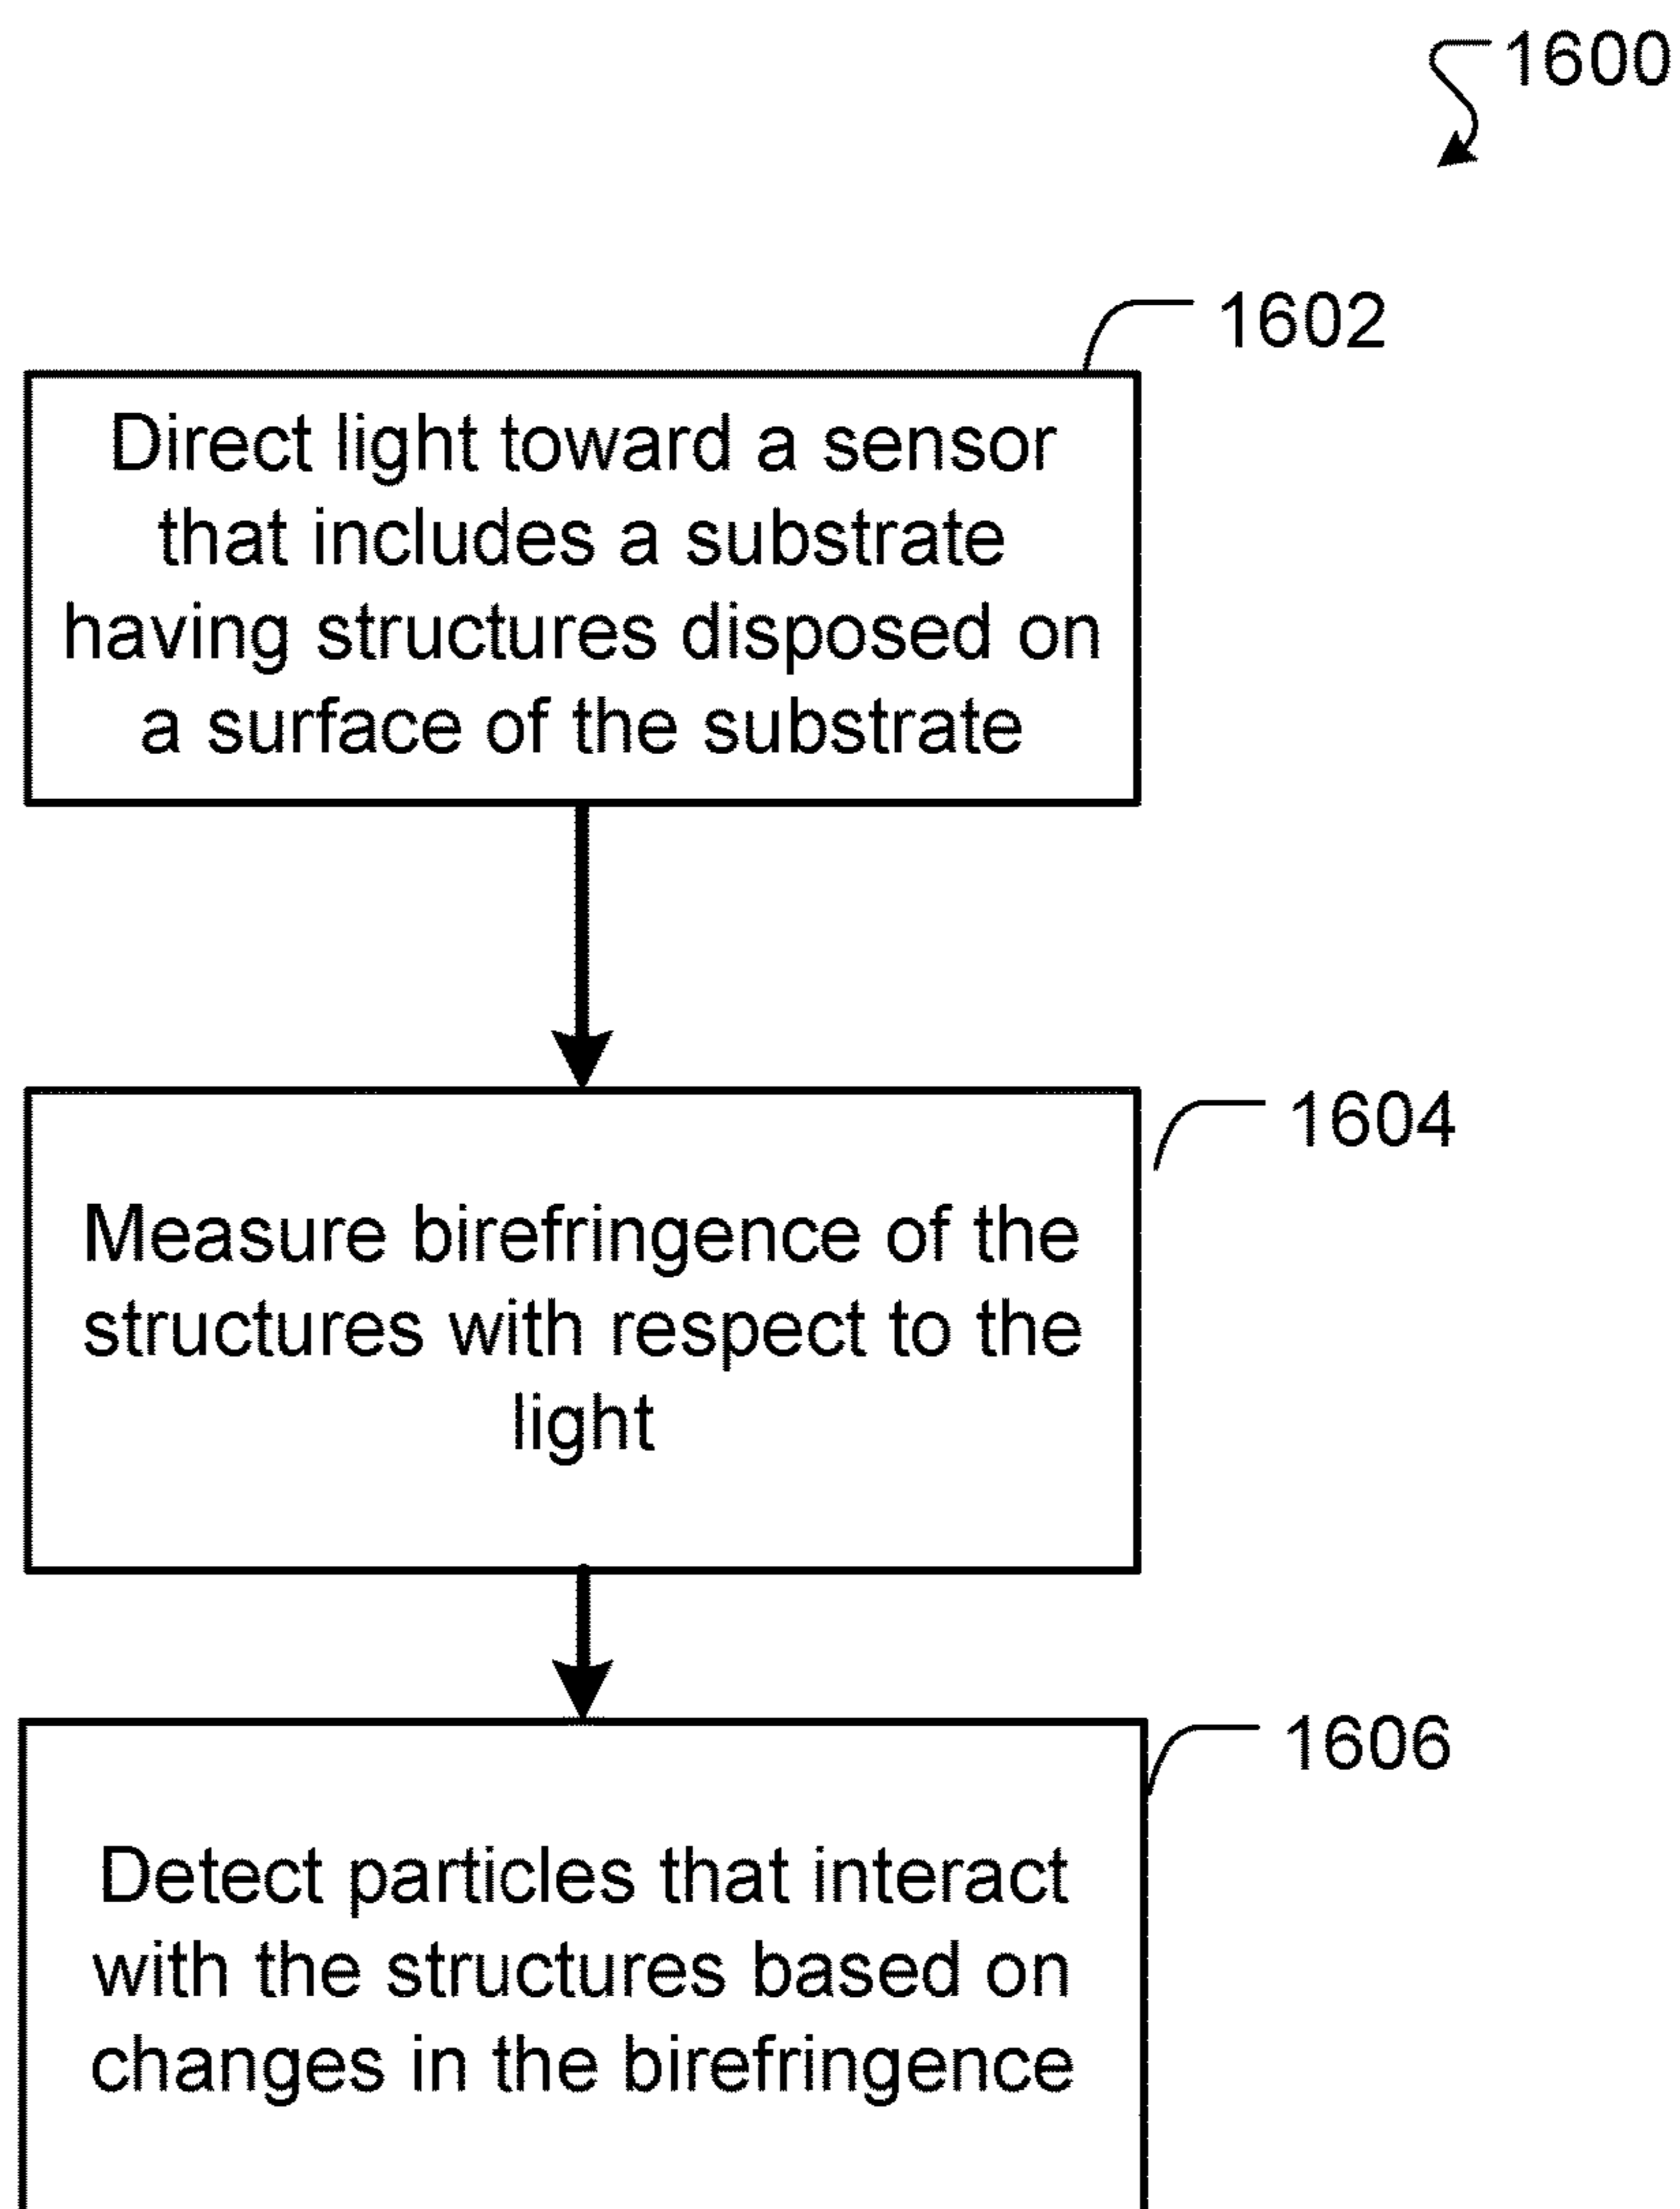 1600
1602
Direct light toward a sensor
that includes a substrate
having structures disposed on
a surface of the substrate
1604
Measure birefringence of the
structures with respect to the
light
1606
Detect particles that interact
with the structures based on
changes in the birefringence